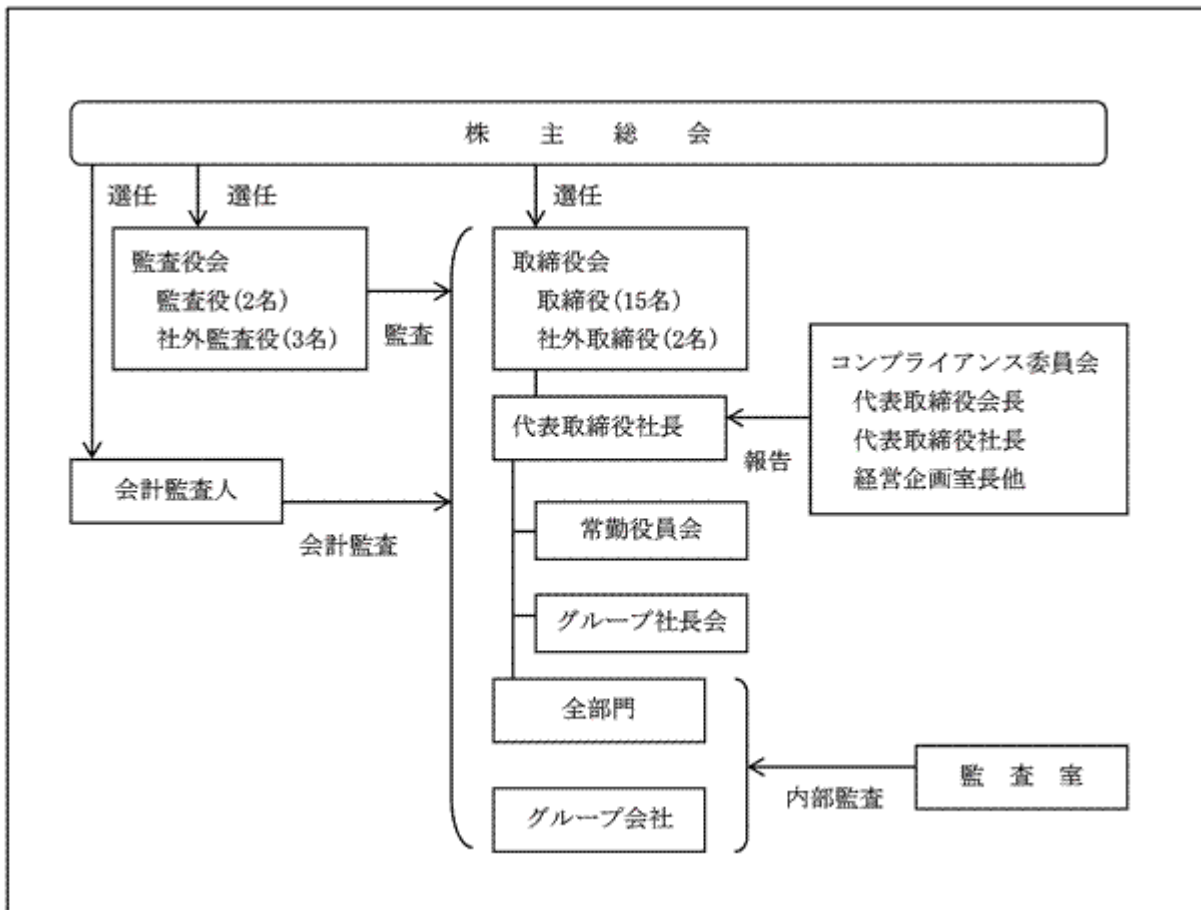 株主総会
選任
選任
選任
監査役会
監査役(2名)
社外監査役(3名)
監査
取締役会
取締役(15名)
社外取締役(2名)
コンプライアンス委員会
代表取締役会長
代表取締役社長
経営企画室長他
報告
代表取締役社長
会計監査人
会計監査
常勤役員会
グループ社長会
全部門
グループ会社
内部監査
監査室